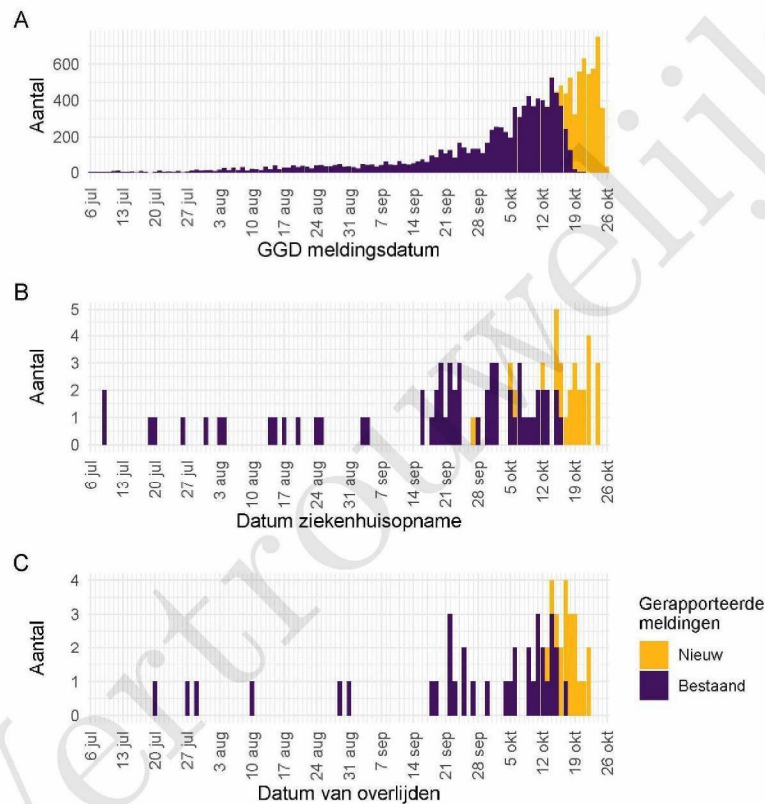 A
Aantal
600
400
200
0
6 jul
13 jul
20 jul
27 jul
3 aug
10 aug
17 aug
24 aug
31 aug
7 sep
14 sep
21 sep
28 sep
5 okt
12 okt
19 okt
26 okt
GGD meldingsdatum
B
Aantal
5
4
3
2
1
0
6 jul
13 jul
20 jul
27 jul
3 aug
10 aug
17 aug
24 aug
31 aug
7 sep
14 sep
21 sep
28 sep
5 okt
12 okt
19 okt
26 okt
Datum ziekenhuisopname
C
Aantal
4
3
2
1
0
6 jul
13 jul
20 jul
27 jul
3 aug
10 aug
17 aug
24 aug
31 aug
7 sep
14 sep
21 sep
28 sep
5 okt
12 okt
19 okt
26 okt
Datum van overlijden
Gerapporteerde
meldingen
Nieuw
Bestaand
Vertrouwelijk